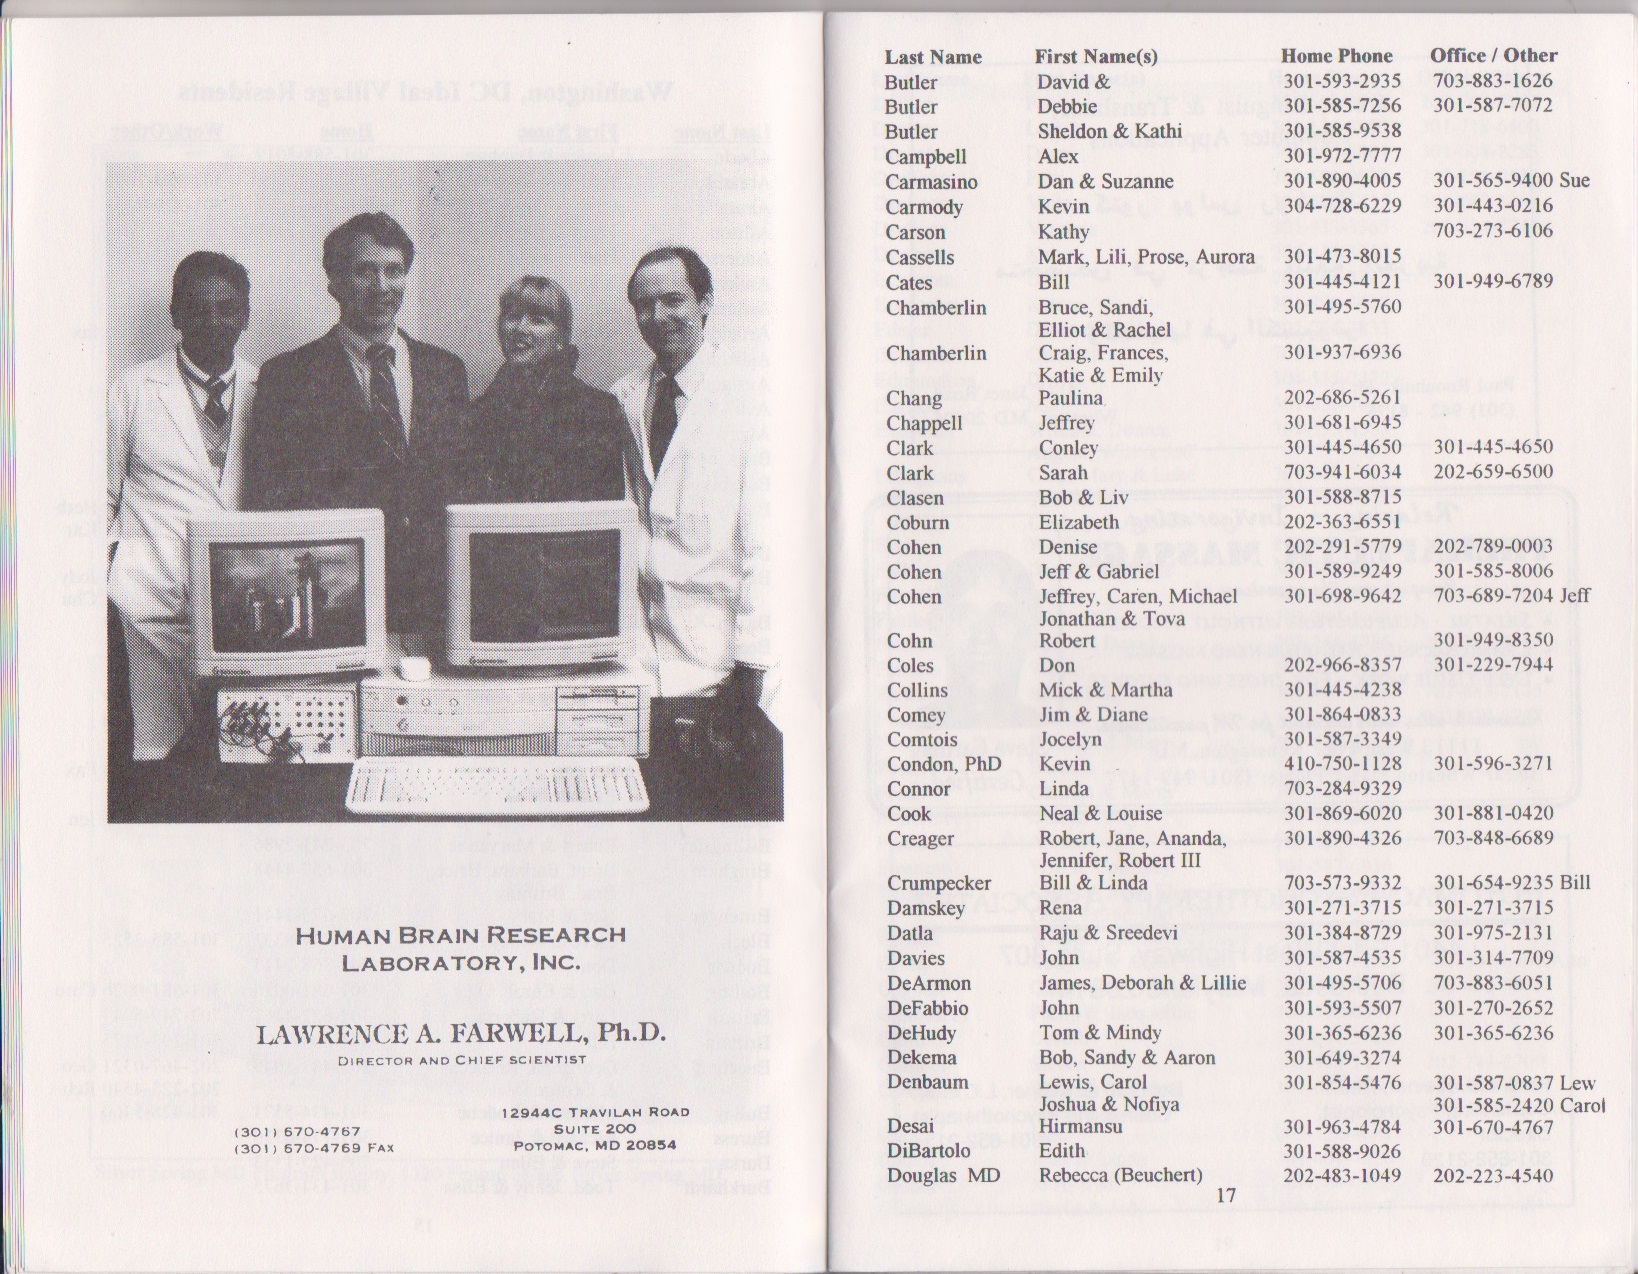 HUMAN BRAIN RESEARCH
LABORATORY, INC.
LAWRENCE A. FARWELL, Ph.D.
DIRECTOR AND CHIEF SCIENTIST
12944C TRAVILAH ROAD
(301) 670-4767 SUITE 200
(301) 670-4769 FAX POTOMAC, MD 20854
Last Name First Name(s) Home Phone Office / Other
Butler David & 301-593-2935 703-883-1626
Butler Debbie 301-585-7256 301-587-7072
Butler Sheldon & Kathi 301-585-9538
Campbell Alex 301-972-7777
Carmasino Dan & Suzanne 301-890-4005 301-565-9400 Sue
Carmody Kevin 304-728-6229 301-443-0216
Carson Kathy 703-273-6106
Cassells Mark, Lili, Prose, Aurora 301-473-8015
Cates Bill 301-445-4121 301-949-6789
Chamberlin Bruce, Sandi, 301-495-5760
Elliot & Rachel
Chamberlin Craig, Frances, 301-937-6936
Katie & Emily
Chang Paulina 202-686-5261
Chappell Jeffrey 301-681-6945
Clark Conley 301-445-4650 301-445-4650
Clark Sarah 703-941-6034 202-659-6500
Clasen Bob & Liv 301-588-8715
Coburn Elizabeth 202-363-6551
Cohen Denise 202-291-5779 202-789-0003
Cohen Jeff & Gabriel 301-589-9249 301-585-8006
Cohen Jeffrey, Caren, Michael 301-698-9642 703-689-7204 Jeff
Jonathan & Tova
Cohn Robert 301-949-8350
Coles Don 202-966-8357 301-229-7944
Collins Mick & Martha 301-445-4238
Comey Jim & Diane 301-864-0833
Comtois Jocelyn 301-587-3349
Condon, PhD Kevin 410-750-1128 301-596-3271
Connor Linda 703-284-9329
Cook Neal & Louise 301-869-6020 301-881-0420
Creager Robert, Jane, Ananda, 301-890-4326 703-848-6689
Jennifer, Robert III
Crumpecker Bill & Linda 703-573-9332 301-654-9235 Bill
Damskey Rena 301-271-3715 301-271-3715
Datla Raju & Sreedevi 301-384-8729 301-975-2131
Davies John 301-587-4535 301-314-7709
DeArmon James, Deborah & Lillie 301-495-5706 703-883-6051
DeFabbio John 301-593-5507 301-270-2652
DeHudy Tom & Mindy 301-365-6236 301-365-6236
Dekema Bob, Sandy & Aaron 301-649-3274
Denbaum Lewis, Carol 301-854-5476 301-587-0837 Lew
Joshua & Nofiya 301-585-2420 Carol
Desai Hirmansu 301-963-4784 301-670-4767
DiBartolo Edith 301-588-9026
Douglas MD Rebecca (Beuchert) 202-483-1049 202-223-4540
17